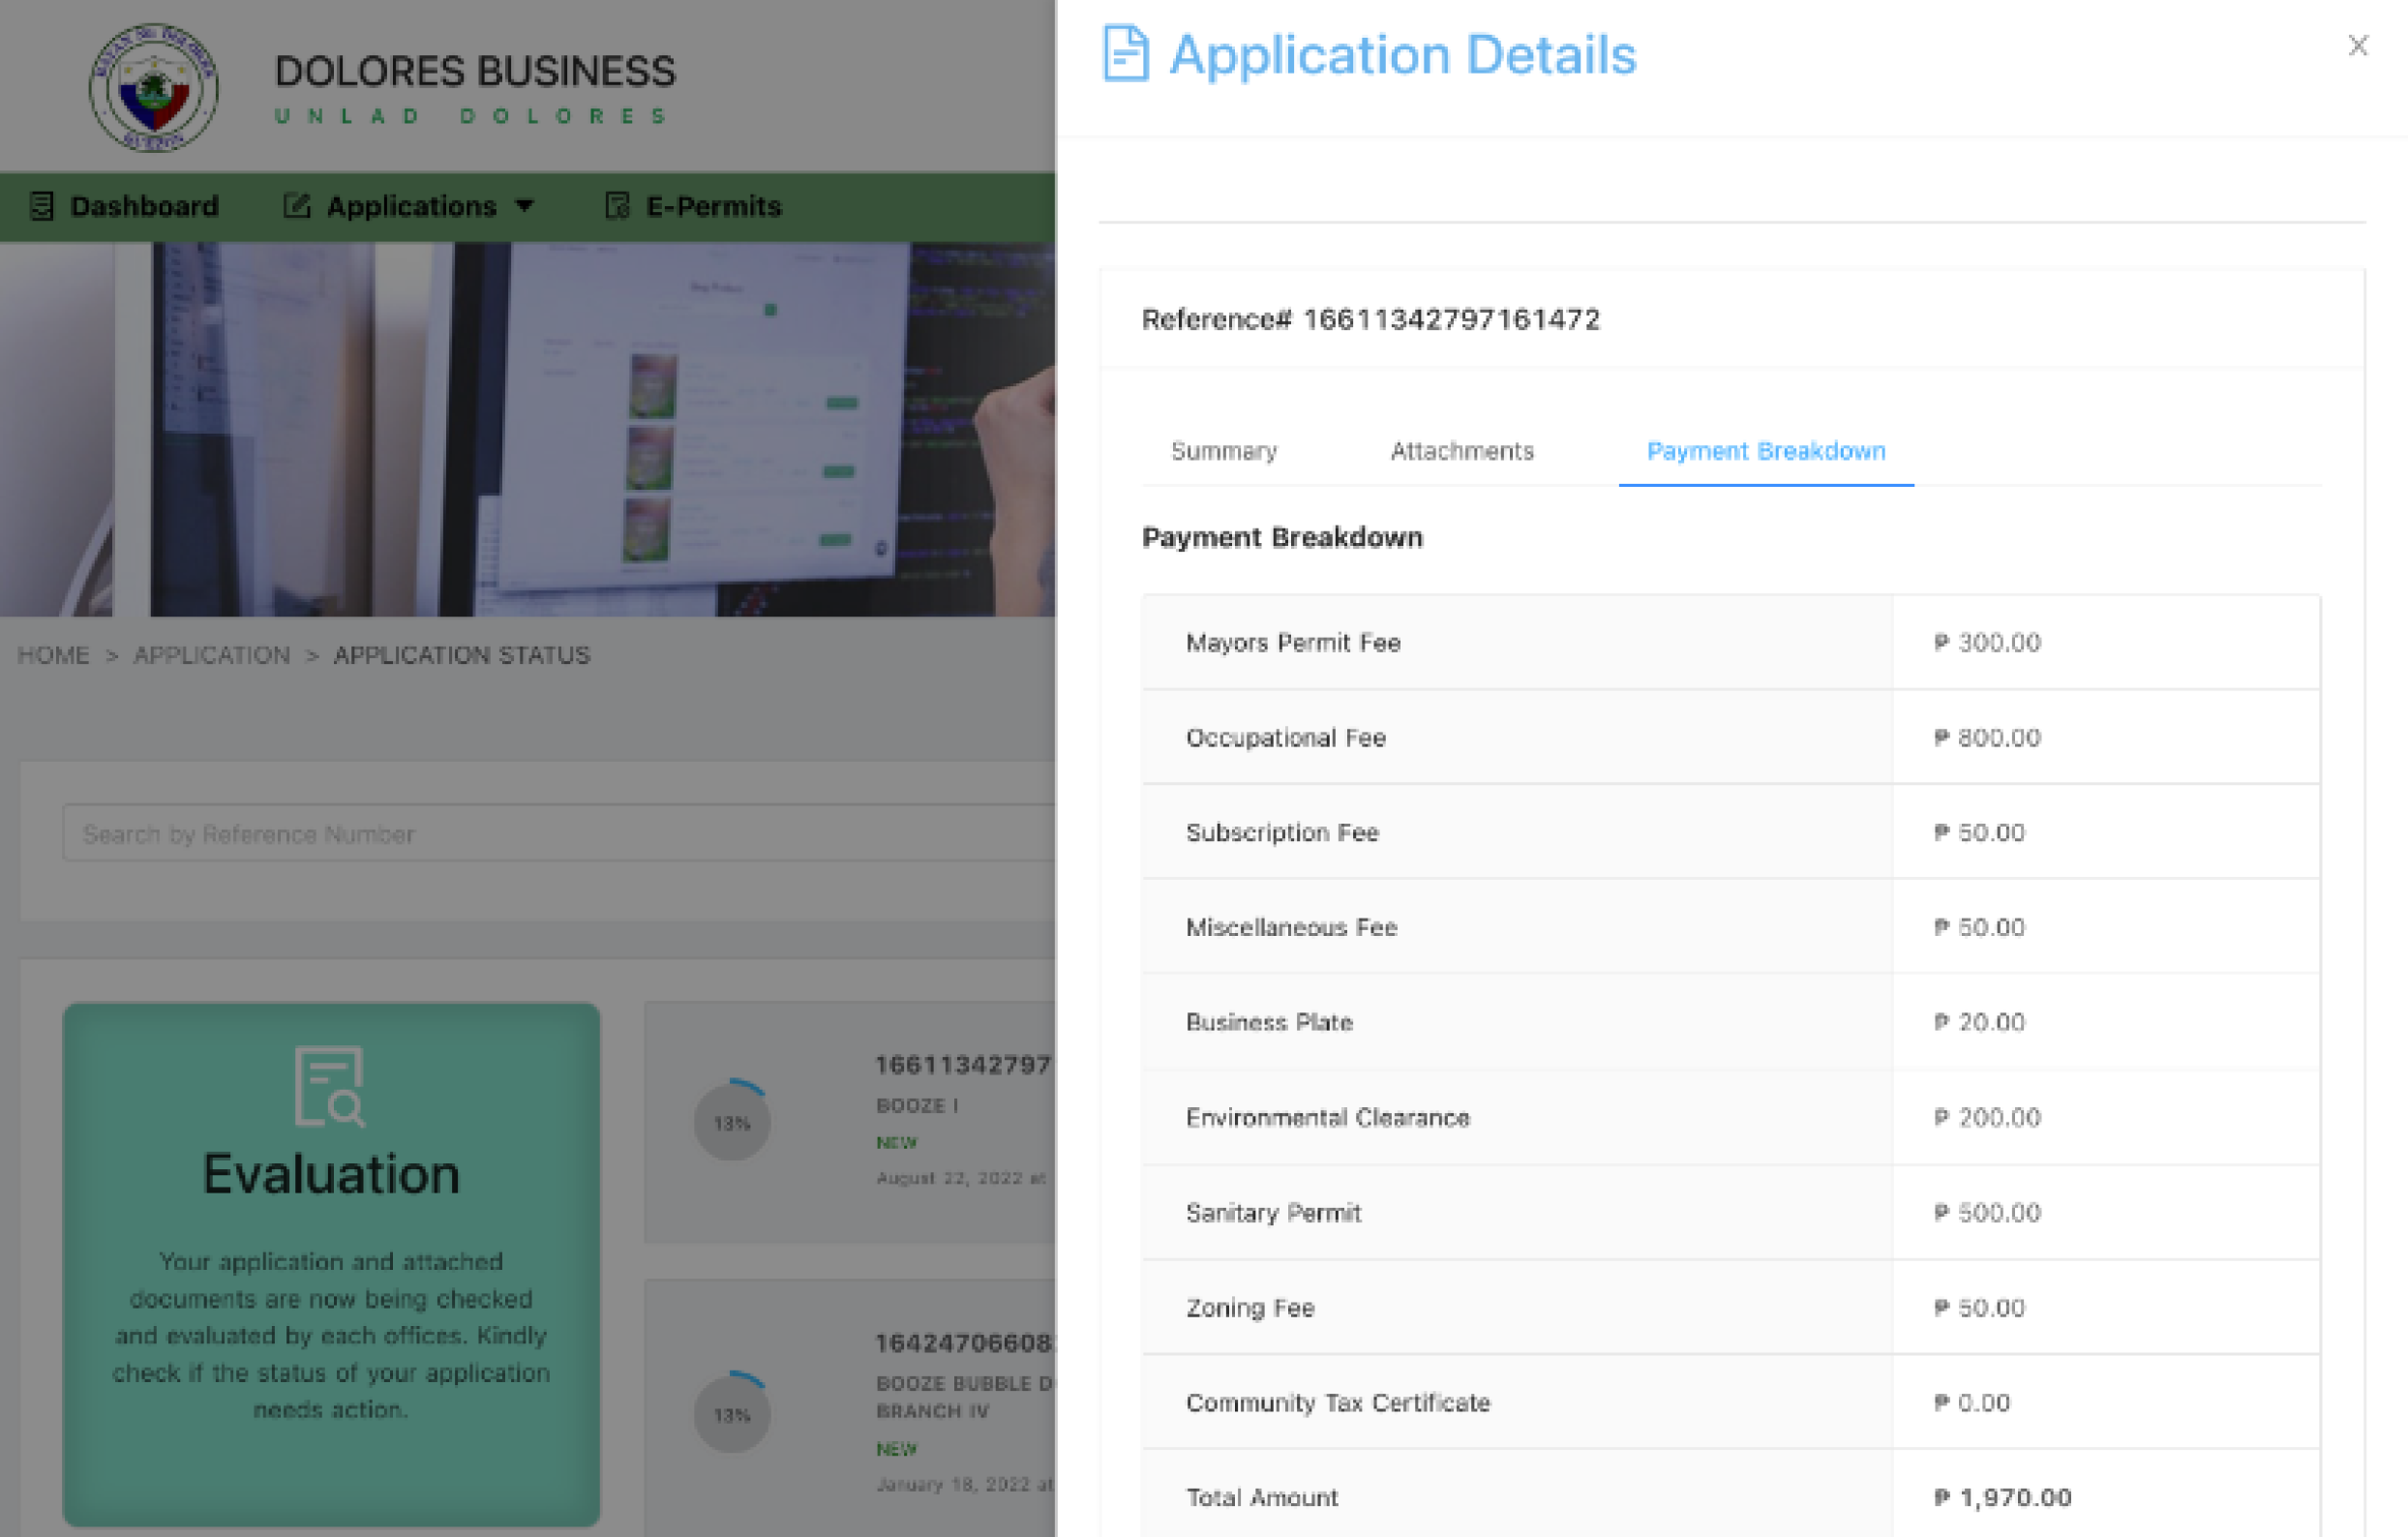 DOLORES BUSINESS
UNLAD DOLORES
Dashboard
Applications
E-Permits
HOME > APPLICATION > APPLICATION STATUS
Search by Reference Number
Evaluation
Your application and attached
documents are now being checked
and evaluated by each offices. Kindly
check if the status of your application
needs action.
13%
16611342797
BOOZE I
NEW
August 22, 2022 at
13%
16424706608
BOOZE BUBBLE D
BRANCH IV
NEW
January 18, 2022 at
Application Details
Reference# 16611342797161472
Summary
Attachments
Payment Breakdown
Payment Breakdown
Mayors Permit Fee ₱ 300.00
Occupational Fee ₱ 800.00
Subscription Fee ₱ 50.00
Miscellaneous Fee ₱ 50.00
Business Plate ₱ 20.00
Environmental Clearance ₱ 200.00
Sanitary Permit ₱ 500.00
Zoning Fee ₱ 50.00
Community Tax Certificate ₱ 0.00
Total Amount ₱ 1,970.00